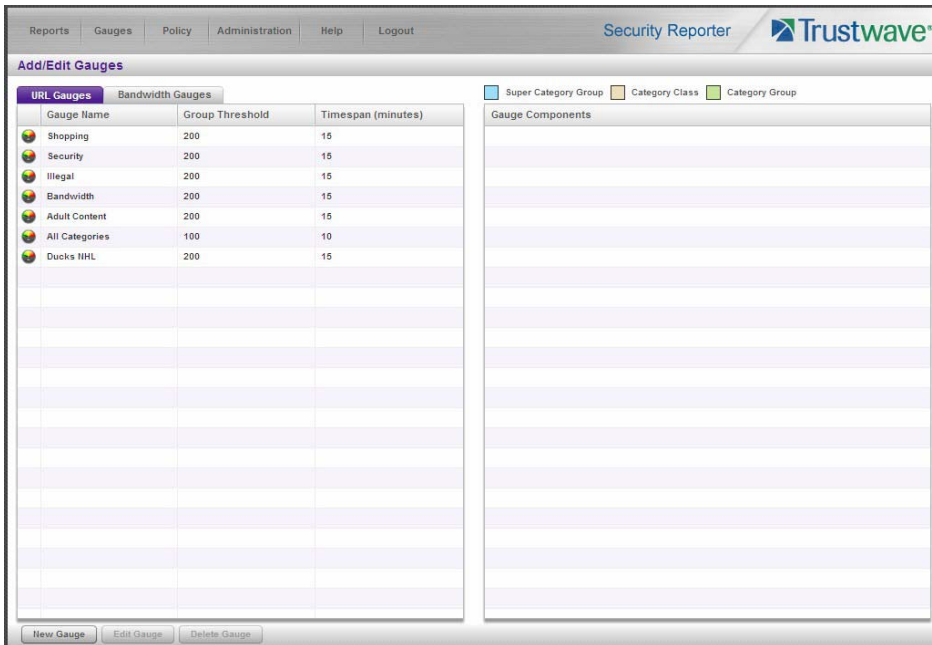 Reports Gauges Policy Administration Help Logout Security Reporter Trustwave®
Add/Edit Gauges
URL Gauges Bandwidth Gauges
Super Category Group Category Class Category Group
Gauge Name Group Threshold Timespan (minutes)
Gauge Components
Shopping 200 15
Security 200 15
Illegal 200 15
Bandwidth 200 15
Adult Content 200 15
All Categories 100 10
Ducks NHL 200 15
New Gauge Edit Gauge Delete Gauge